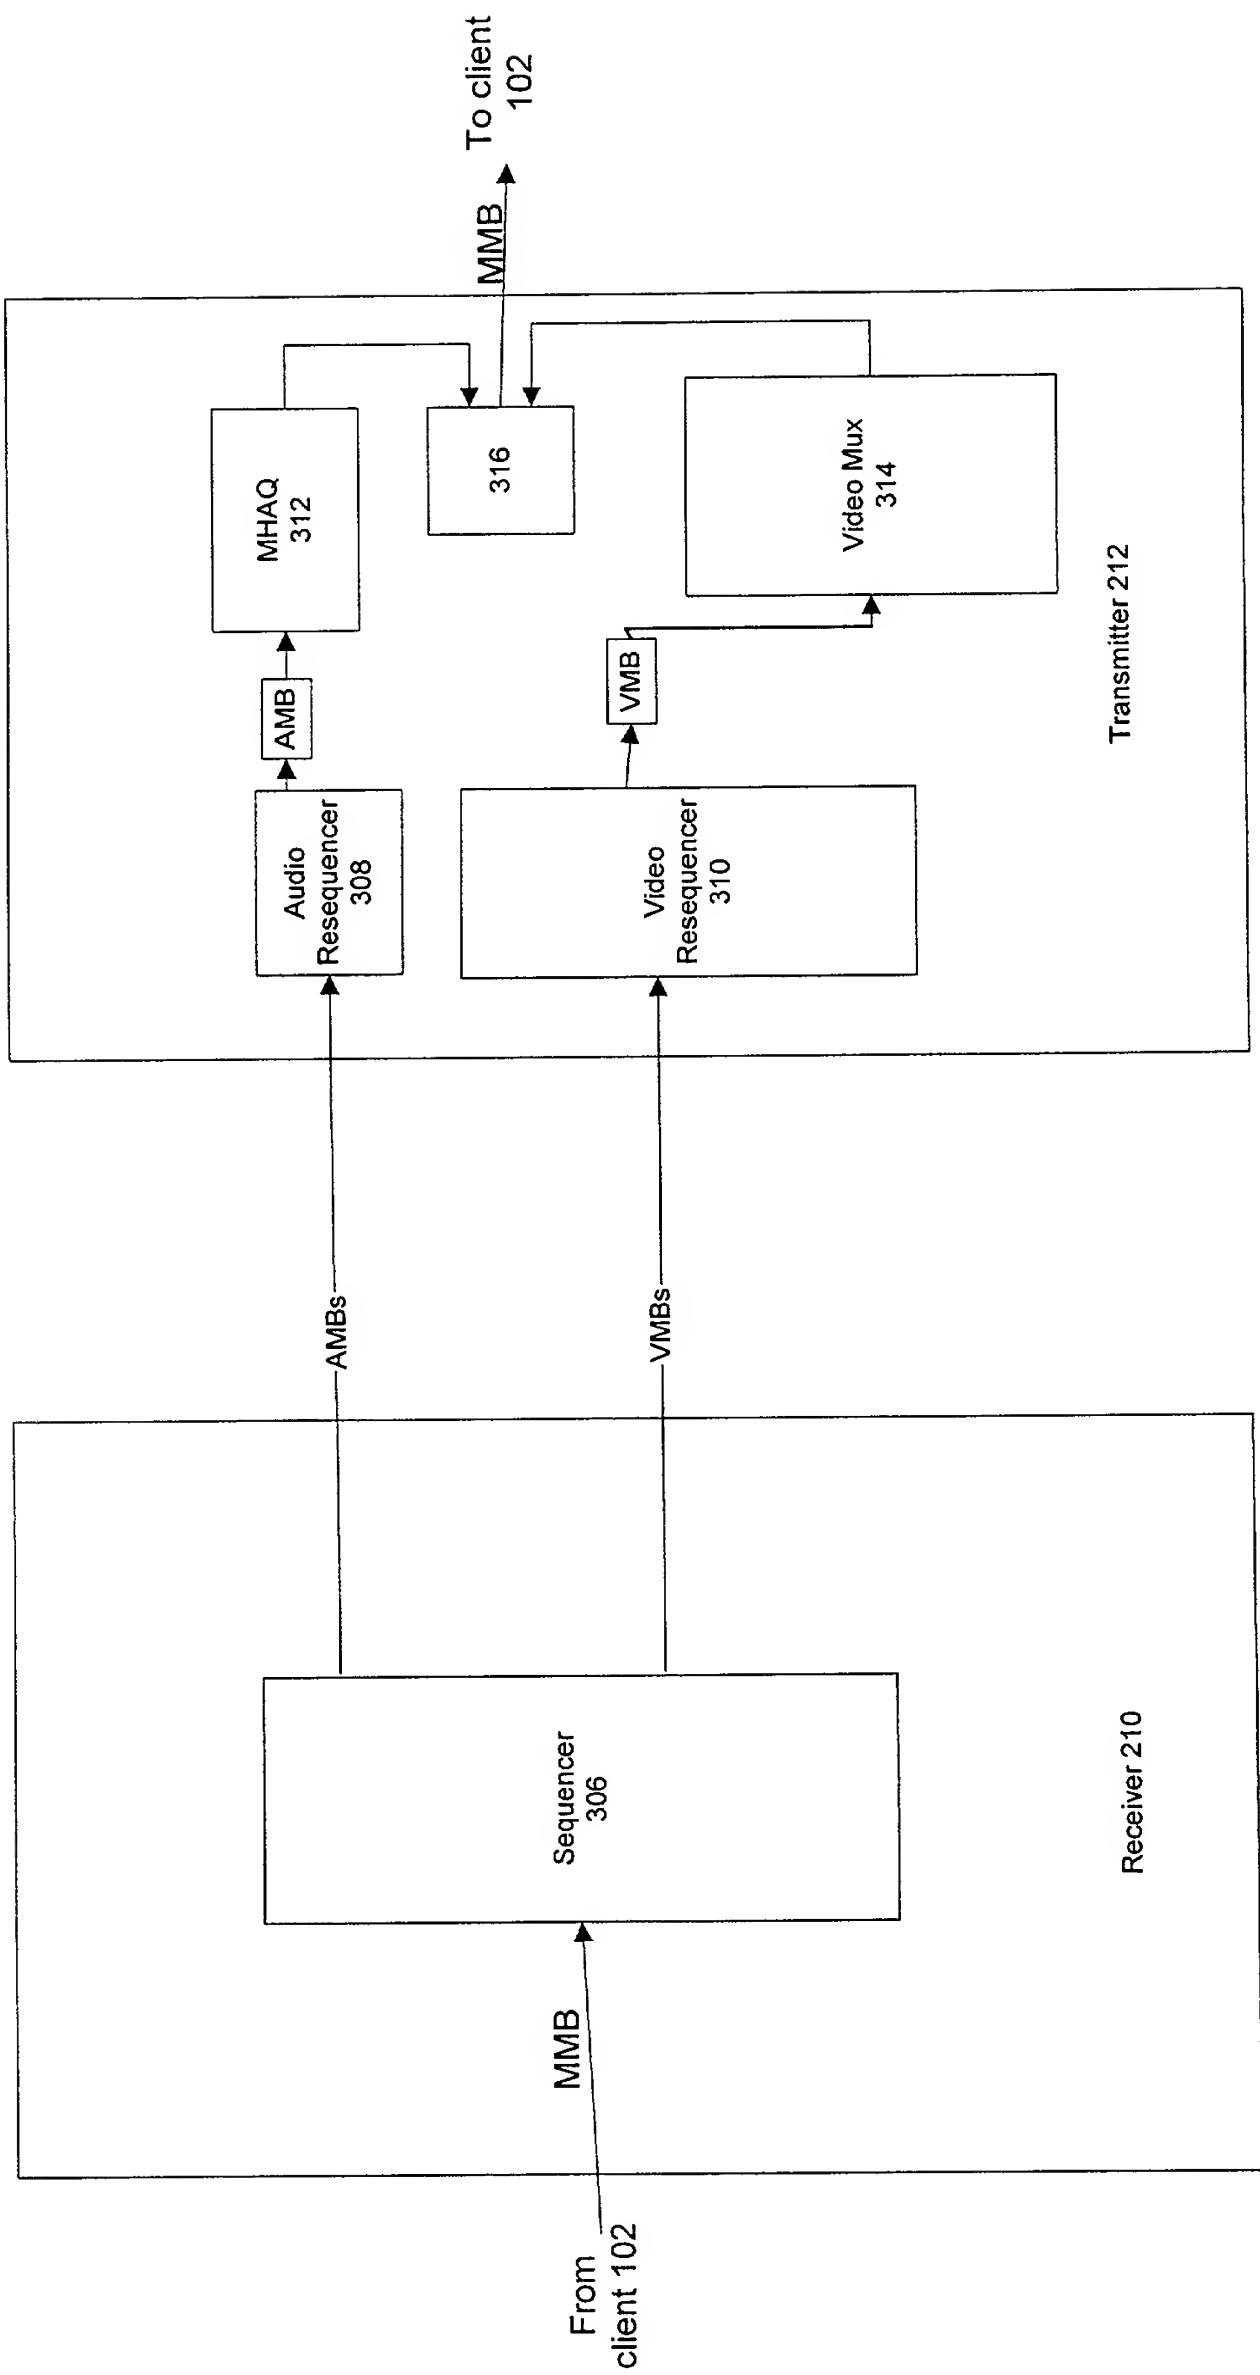 From
client 102
MMB
Sequencer
306
Receiver 210
AMBs
VMBs
Audio
Resequencer
308
AMB
MHAQ
312
316
Video
Resequencer
310
VMB
Video Mux
314
Transmitter 212
MMB
To client
102